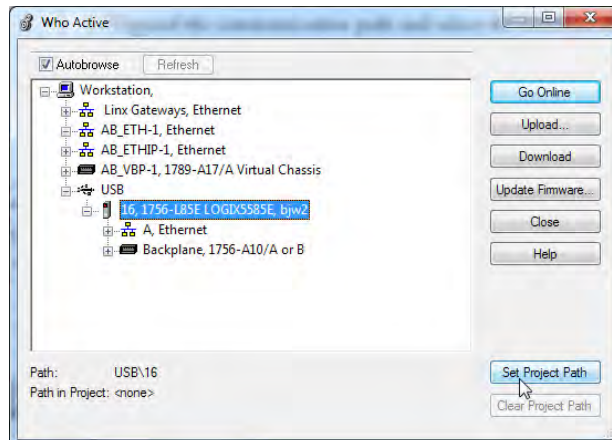 Who Active
Autobrowse
Refresh
Workstation,
Linx Gateways, Ethernet
AB_ETH-1, Ethernet
AB_ETHIP-1, Ethernet
AB_VBP-1, 1789-A17/A Virtual Chassis
USB
16, 1756-L85E LOGIX5585E, bjw2
A, Ethernet
Backplane, 1756-A10/A or B
Go Online
Upload...
Download
Update Firmware...
Close
Help
Path: USB\16
Set Project Path
Path in Project: <none>
Clear Project Path